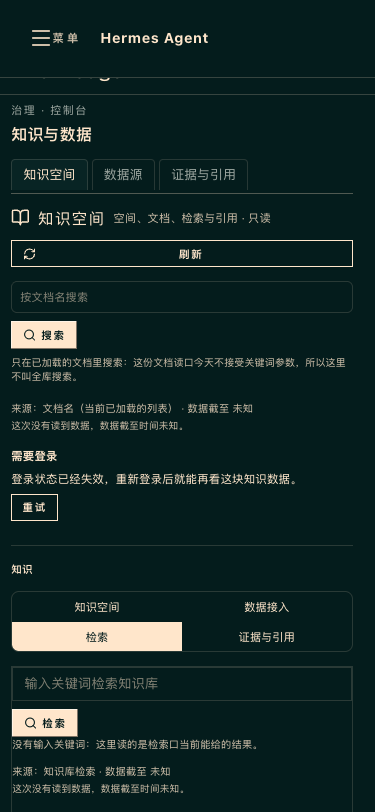 菜单
Hermes Agent
治理 · 控制台
知识与数据
知识空间
数据源
证据与引用
知识空间 空间、文档、检索与引用 · 只读
刷新
按文档名搜索
搜索
只在已加载的文档里搜索：这份文档读口今天不接受关键词参数，所以这里
不叫全库搜索。
来源：文档名（当前已加载的列表） · 数据截至 未知
这次没有读到数据，数据截至时间未知。
需要登录
登录状态已经失效，重新登录后就能再看这块知识数据。
重试
知识
知识空间
数据接入
检索
证据与引用
输入关键词检索知识库
检索
没有输入关键词：这里读的是检索口当前能给的结果。
来源：知识库检索 · 数据截至 未知
这次没有读到数据，数据截至时间未知。